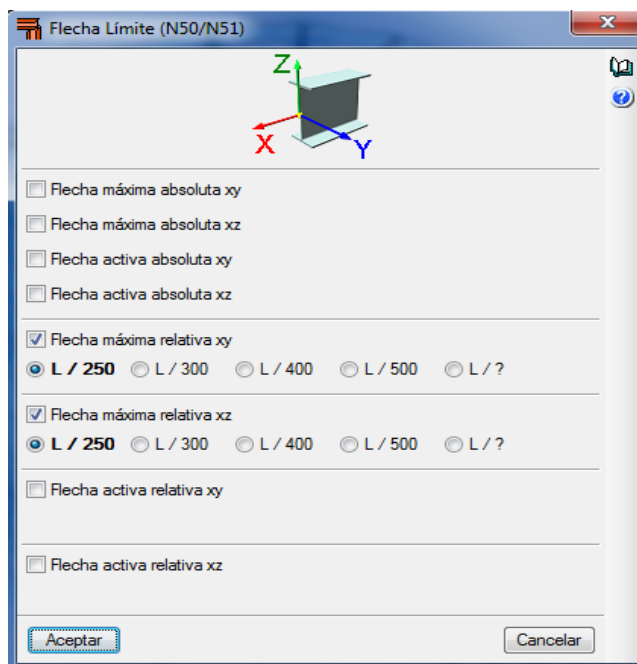 Flecha Límite (N50/N51)
Z
X
Y
Flecha máxima absoluta xy
Flecha máxima absoluta xz
Flecha activa absoluta xy
Flecha activa absoluta xz
Flecha máxima relativa xy
L / 250 L / 300 L / 400 L / 500 L / ?
Flecha máxima relativa xz
L / 250 L / 300 L / 400 L / 500 L / ?
Flecha activa relativa xy
Flecha activa relativa xz
Aceptar Cancelar